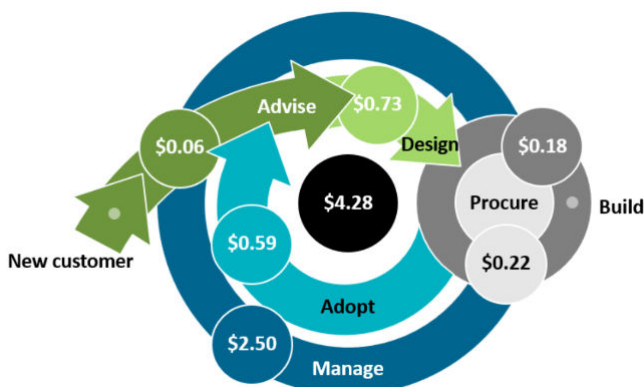 Advise
$0.73
$0.06
Design
$0.18
$4.28
Procure
Build
New customer
$0.59
$0.22
Adopt
$2.50
Manage